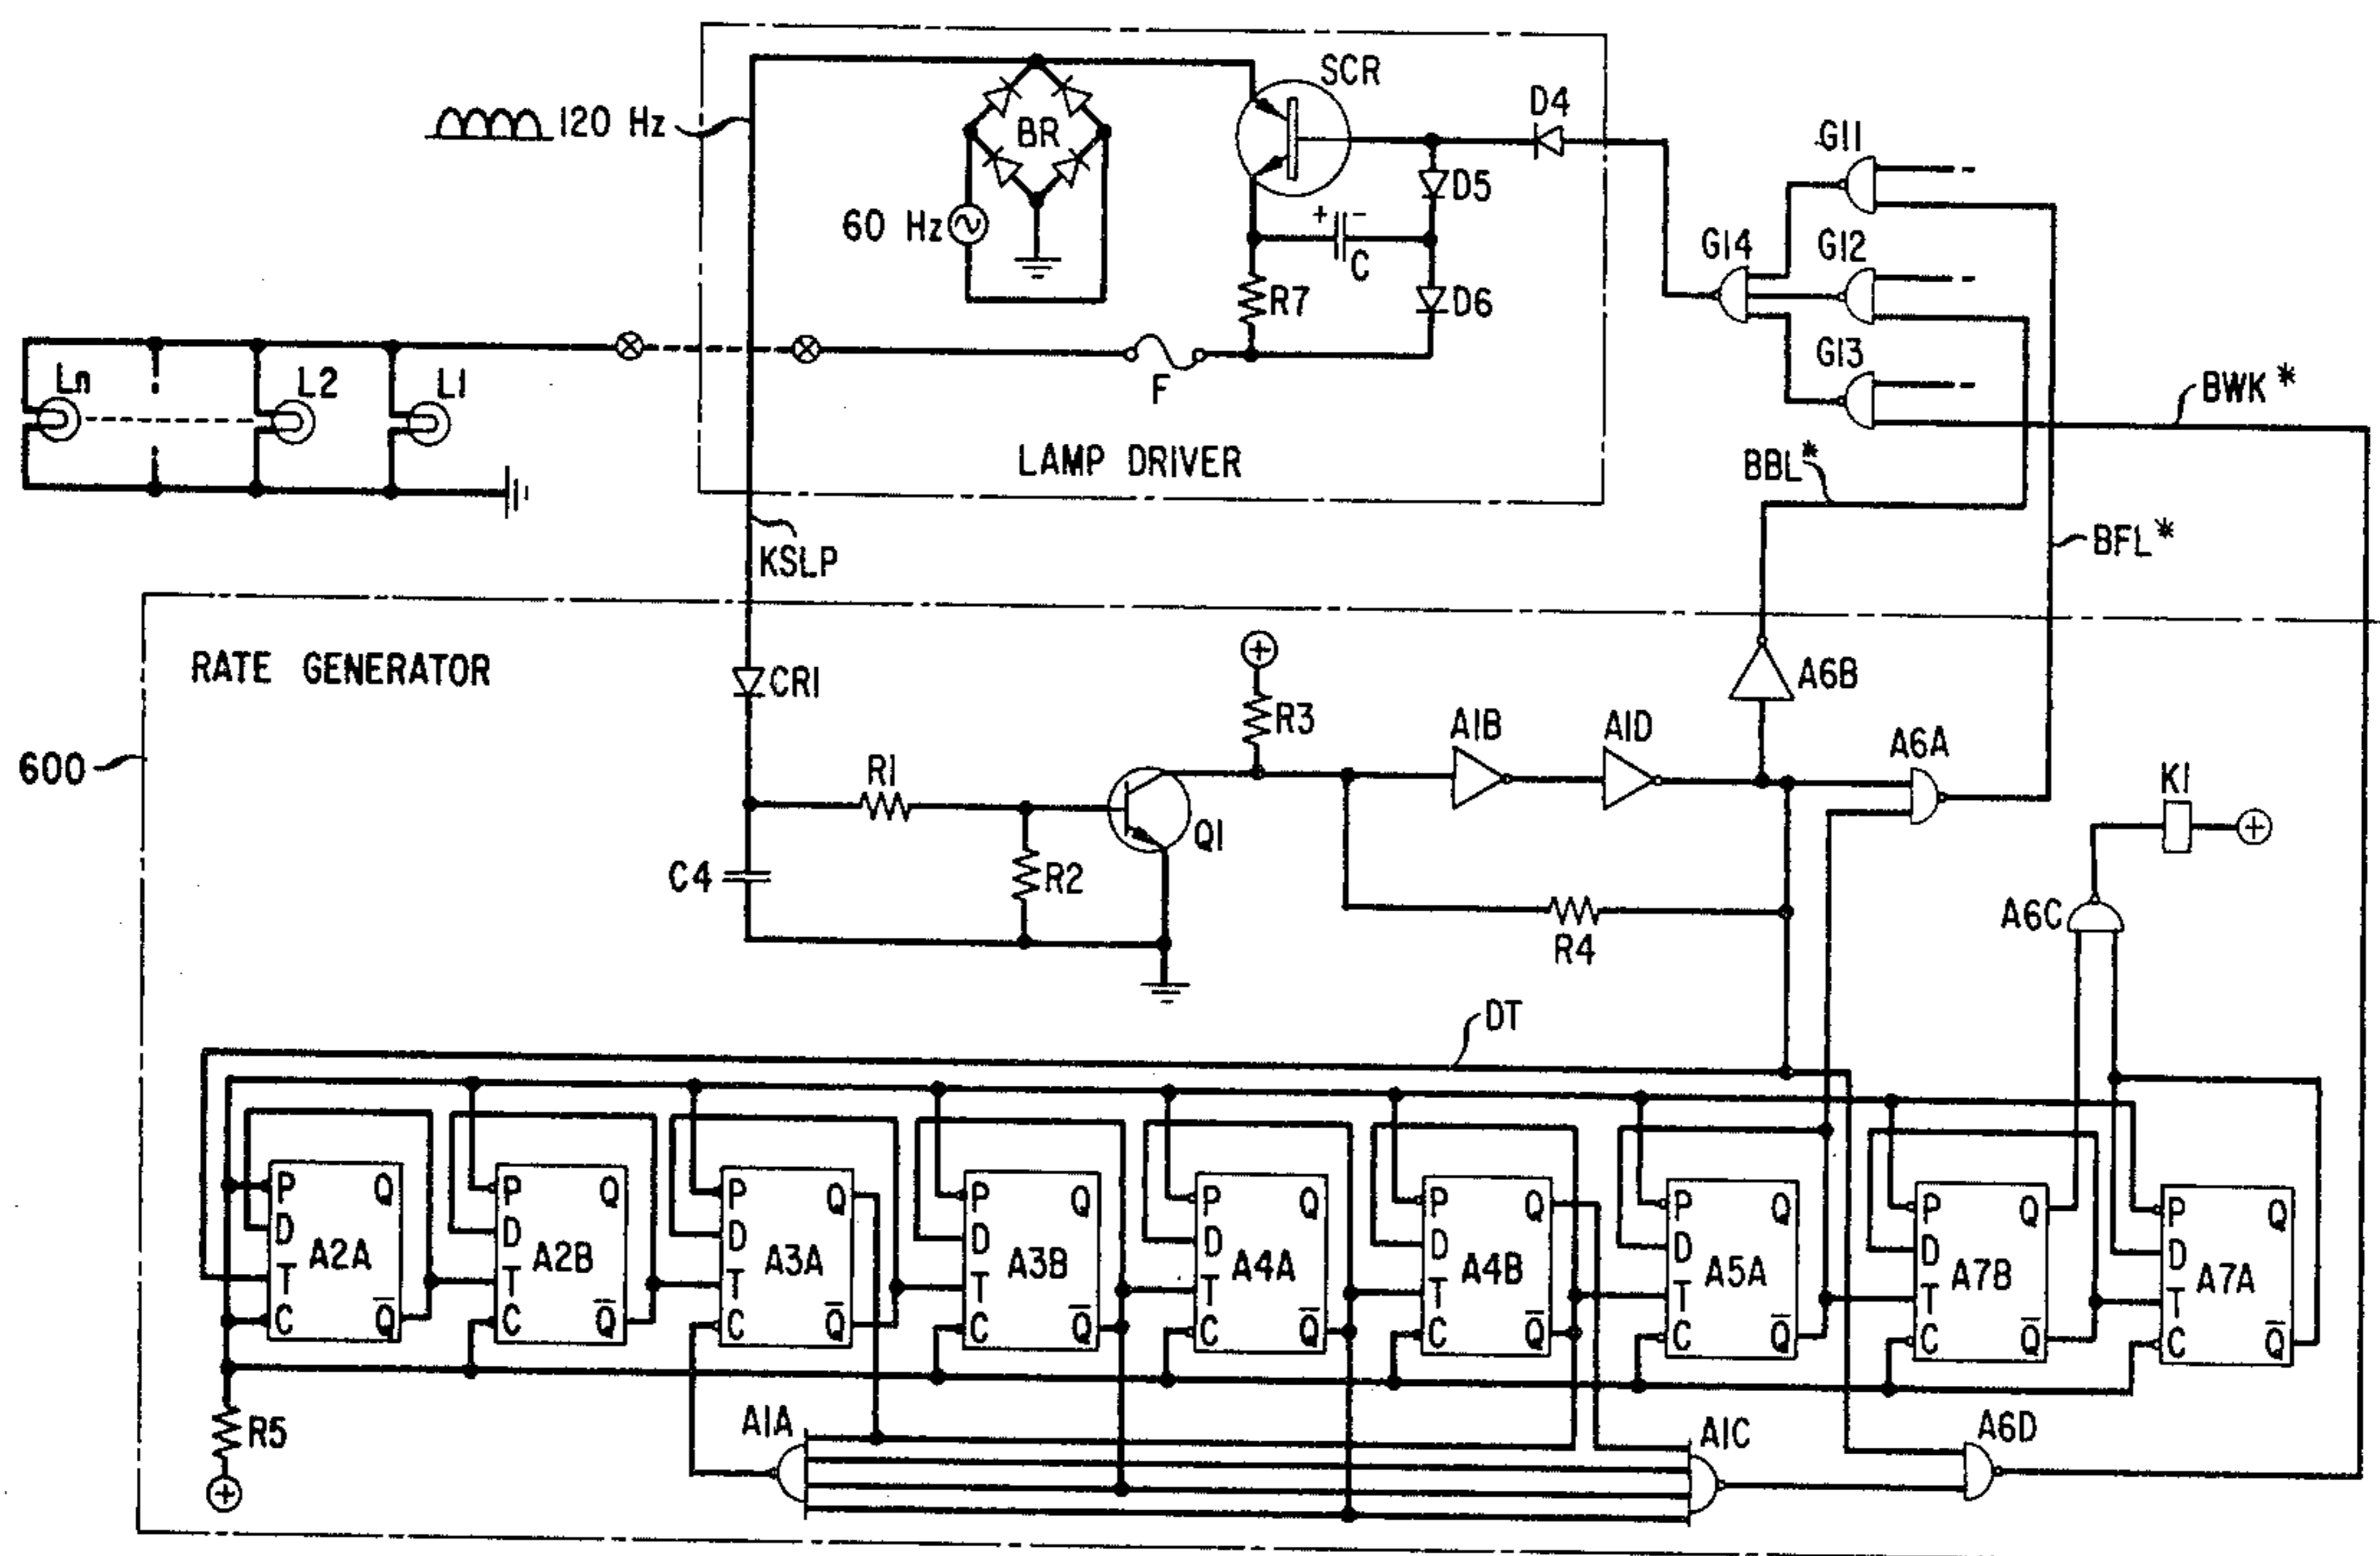 SCR
D4
120 Hz
BR
G11
D5
60 Hz
+ -
C
G14
G12
R7
D6
G13
Ln
L2
L1
F
BWK*
LAMP DRIVER
BBL*
BFL*
KSLP
RATE GENERATOR
CR1
R3
A6B
600
R1
A1B
A1D
A6A
K1
Q1
C4
R2
R4
A6C
DT
P Q
D
A2A
T
C Q̅
P Q
D
A2B
T
C Q̅
P Q
D
A3A
T
C Q̅
P Q
D
A3B
T
C Q̅
P Q
D
A4A
T
C Q̅
P Q
D
A4B
T
C Q̅
P Q
D
A5A
T
C Q̅
P Q
D
A7B
T
C Q̅
P Q
D
A7A
T
C Q̅
R5
A1A
A1C
A6D